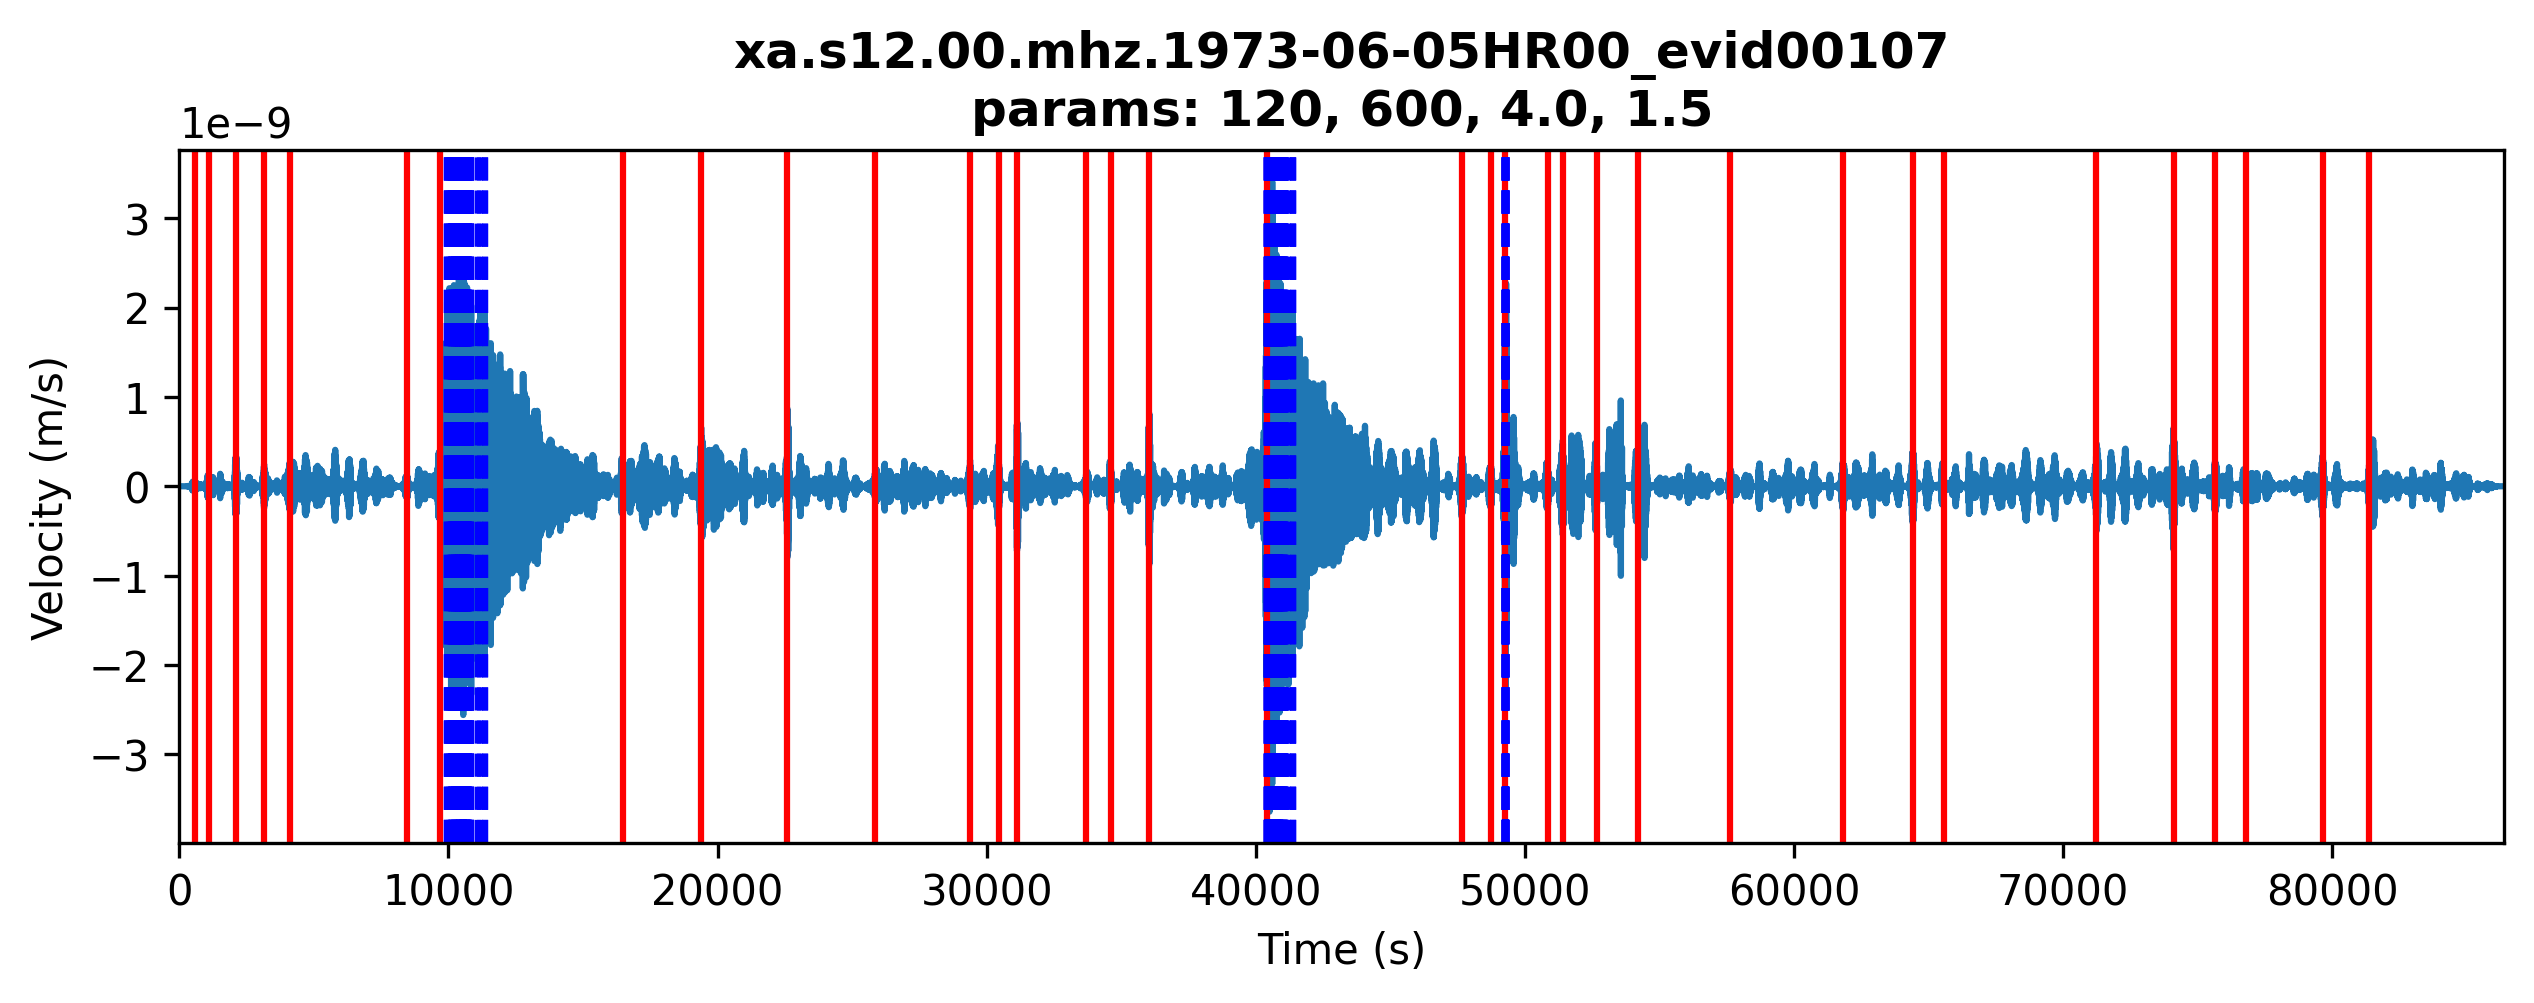 xa.s12.00.mhz.1973-06-05HR00_evid00107
params: 120, 600, 4.0, 1.5
1e−9
3
2
1
0
−1
−2
−3
Velocity (m/s)
0 10000 20000 30000 40000 50000 60000 70000 80000
Time (s)